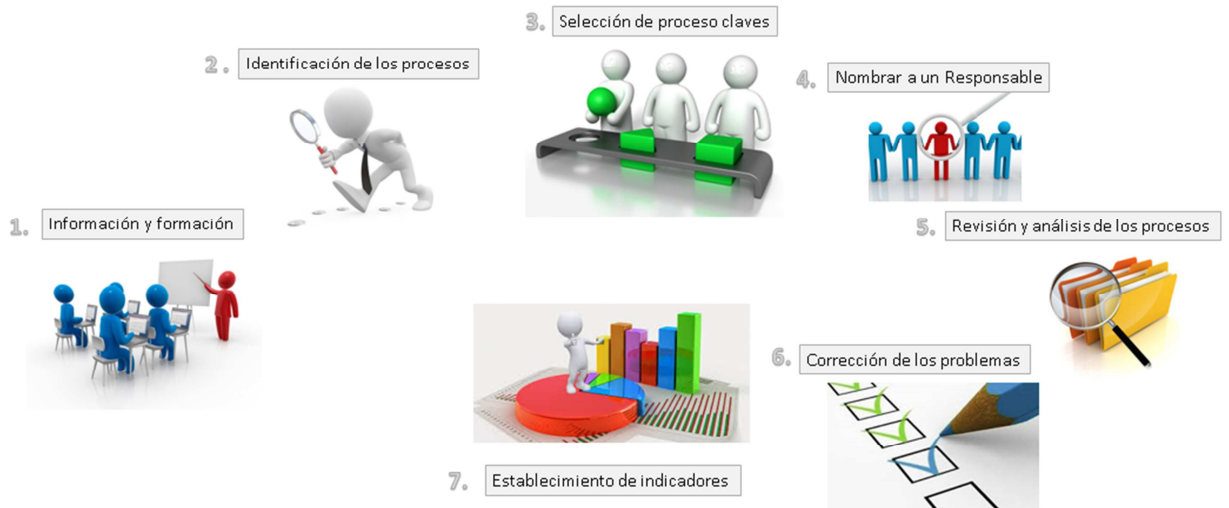 1. Información y formación
2. Identificación de los procesos
3. Selección de proceso claves
4. Nombrar a un Responsable
5. Revisión y análisis de los procesos
6. Corrección de los problemas
7. Establecimiento de indicadores